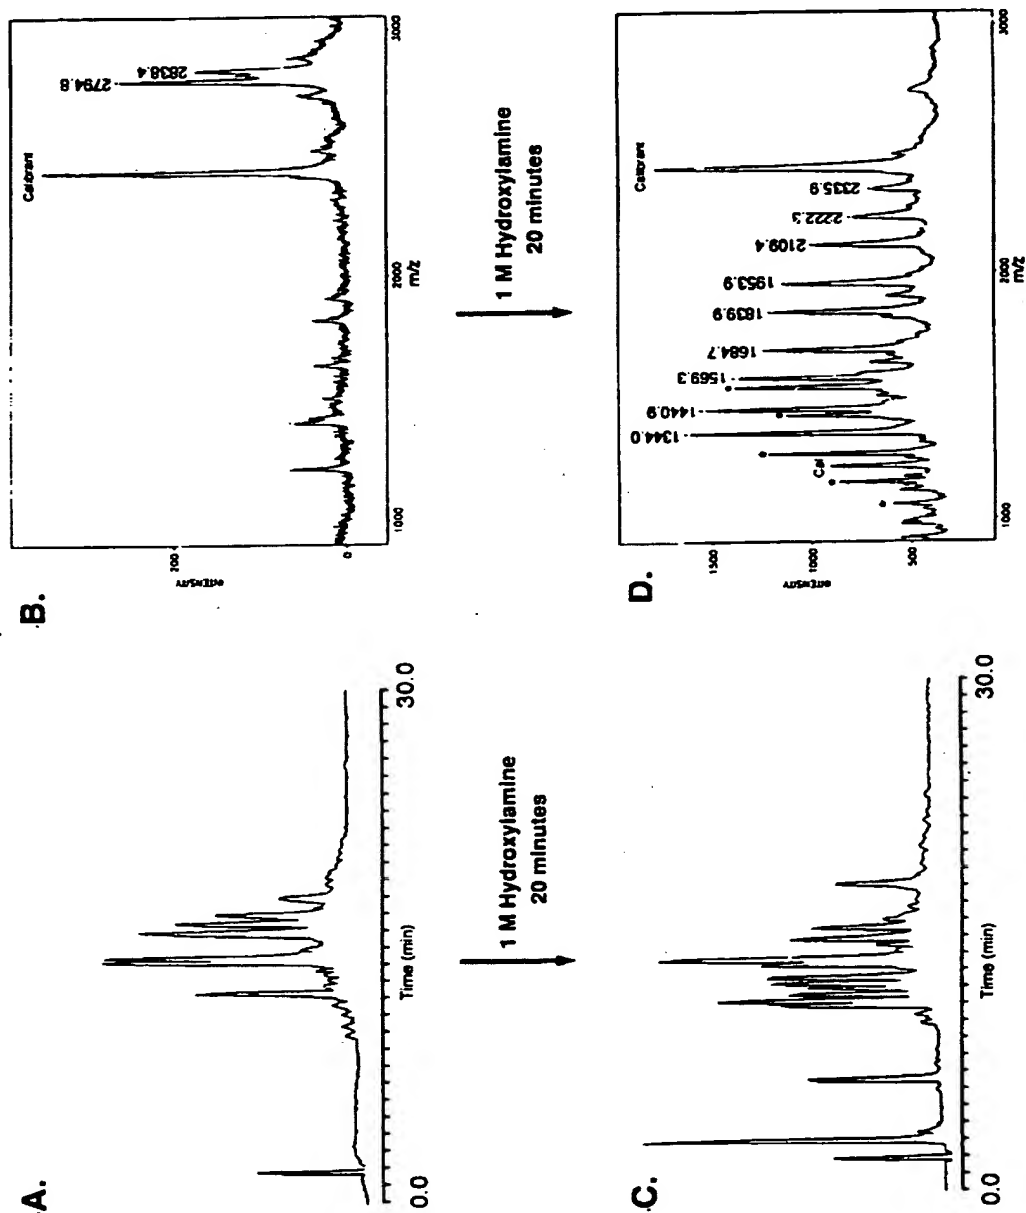 A.
0.0
30.0
Time (min)
1 M Hydroxylamine
20 minutes
C.
0.0
30.0
Time (min)
B.
INTENSITY
200
0
1000
2000
3000
m/z
Calibrant
2794.8
2838.4
1 M Hydroxylamine
20 minutes
D.
INTENSITY
1500
1000
500
1000
2000
3000
m/z
*
*
Cal
*
1344.0
*
1440.9
*
1569.3
1684.7
1839.9
1953.9
2109.4
2222.3
2335.9
Calibrant